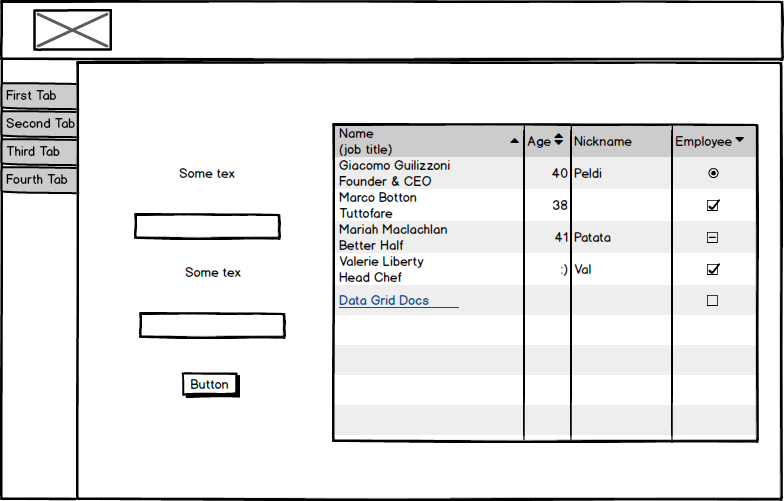 First Tab
Second Tab
Third Tab
Fourth Tab
Some tex
Some tex
Button
Name
(job title)
Age
Nickname
Employee
Giacomo Guilizzoni
Founder & CEO
40
Peldi
Marco Botton
Tuttofare
38
Mariah Maclachlan
Better Half
41
Patata
Valerie Liberty
Head Chef
:)
Val
Data Grid Docs